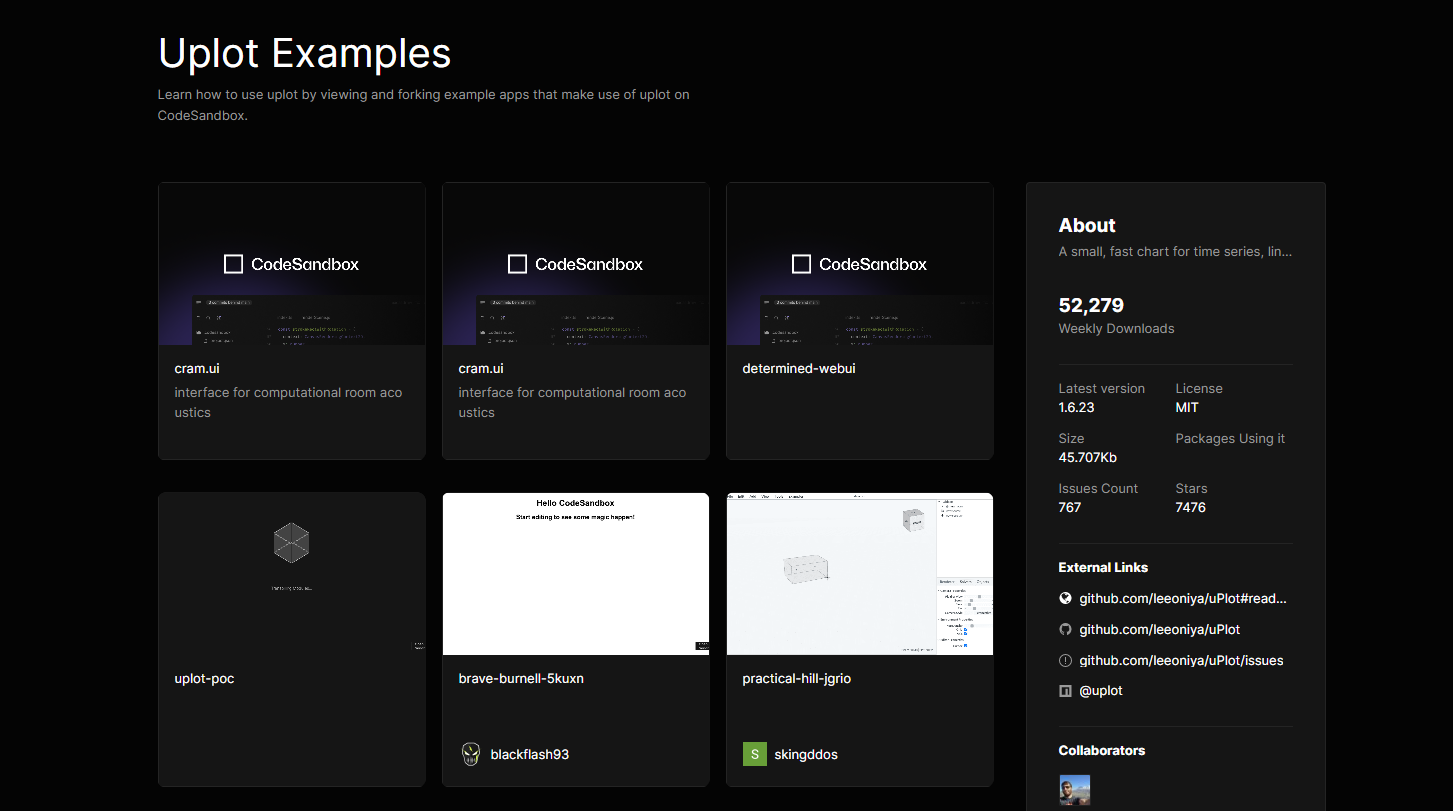 Uplot Examples
Learn how to use uplot by viewing and forking example apps that make use of uplot on
CodeSandbox.
CodeSandbox
cram.ui
interface for computational room aco
ustics
CodeSandbox
cram.ui
interface for computational room aco
ustics
CodeSandbox
determined-webui
uplot-poc
Hello CodeSandbox
Start editing to see some magic happen!
brave-burnell-5kuxn
blackflash93
practical-hill-jgrio
S
skingddos
About
A small, fast chart for time series, lin...
52,279
Weekly Downloads
Latest version
1.6.23
License
MIT
Size
45.707Kb
Packages Using it
Issues Count
767
Stars
7476
External Links
github.com/leeoniya/uPlot#read...
github.com/leeoniya/uPlot
github.com/leeoniya/uPlot/issues
@uplot
Collaborators